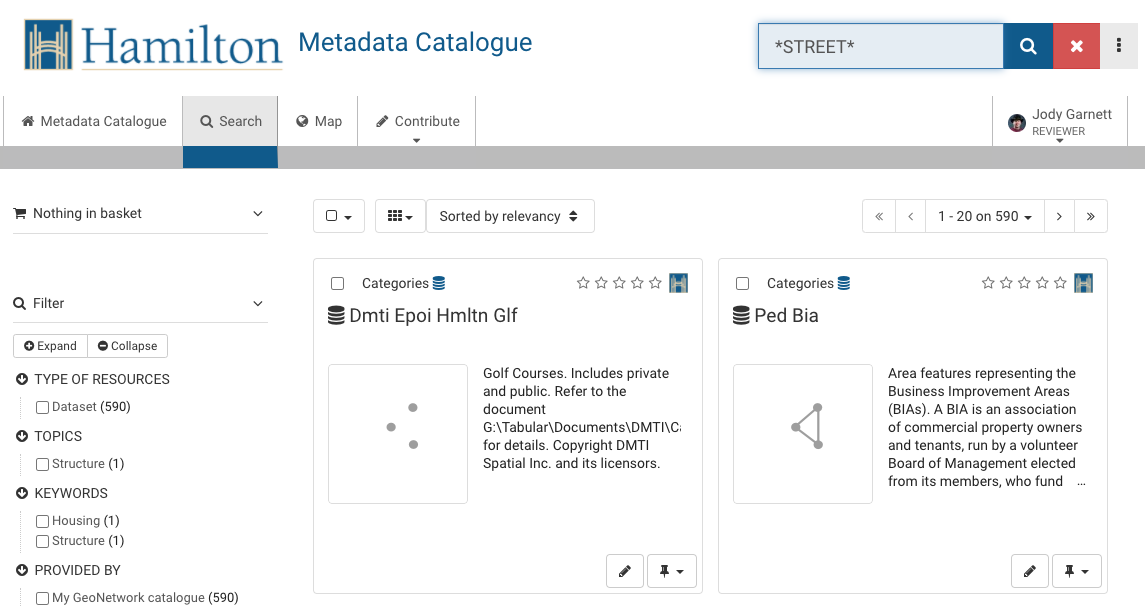 Hamilton Metadata Catalogue
*STREET*
Metadata Catalogue Search Map Contribute
Jody Garnett
REVIEWER
Nothing in basket
Sorted by relevancy
« ‹ 1 - 20 on 590 › »
Filter
Expand Collapse
TYPE OF RESOURCES
Dataset (590)
TOPICS
Structure (1)
KEYWORDS
Housing (1)
Structure (1)
PROVIDED BY
My GeoNetwork catalogue (590)
Categories
Dmti Epoi Hmltn Glf
Golf Courses. Includes private
and public. Refer to the
document
G:\Tabular\Documents\DMTI\Ca
for details. Copyright DMTI
Spatial Inc. and its licensors.
Categories
Ped Bia
Area features representing the
Business Improvement Areas
(BIAs). A BIA is an association
of commercial property owners
and tenants, run by a volunteer
Board of Management elected
from its members, who fund ...